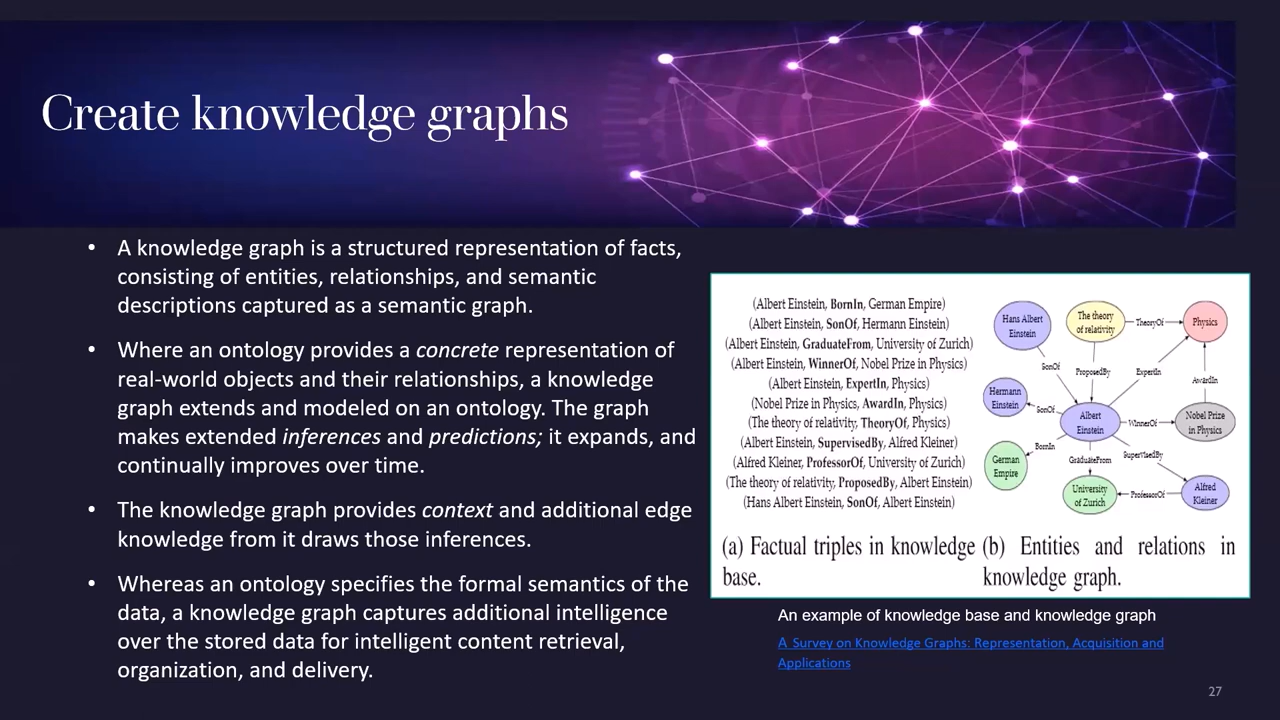 Create knowledge graphs
• A knowledge graph is a structured representation of facts,
consisting of entities, relationships, and semantic
descriptions captured as a semantic graph.
• Where an ontology provides a concrete representation of
real-world objects and their relationships, a knowledge
graph extends and modeled on an ontology. The graph
makes extended inferences and predictions; it expands, and
continually improves over time.
• The knowledge graph provides context and additional edge
knowledge from it draws those inferences.
• Whereas an ontology specifies the formal semantics of the
data, a knowledge graph captures additional intelligence
over the stored data for intelligent content retrieval,
organization, and delivery.
(Albert Einstein, BornIn, German Empire)
(Albert Einstein, SonOf, Hermann Einstein)
(Albert Einstein, GraduateFrom, University of Zurich)
(Albert Einstein, WinnerOf, Nobel Prize in Physics)
(Albert Einstein, ExpertIn, Physics)
(Nobel Prize in Physics, AwardIn, Physics)
(The theory of relativity, TheoryOf, Physics)
(Albert Einstein, SupervisedBy, Alfred Kleiner)
(Alfred Kleiner, ProfessorOf, University of Zurich)
(The theory of relativity, ProposedBy, Albert Einstein)
(Hans Albert Einstein, SonOf, Albert Einstein)
(a) Factual triples in knowledge
base.
Hans Albert
Einstein
The theory
of relativity
TheoryOf
Physics
SonOf
ProposedBy
ExpertIn
AwardIn
Hermann
Einstein
SonOf
Albert
Einstein
WinnerOf
Nobel Prize
in Physics
BornIn
GraduateFrom
SupervisedBy
German
Empire
University
of Zurich
ProfessorOf
Alfred
Kleiner
(b) Entities and relations in
knowledge graph.
An example of knowledge base and knowledge graph
A Survey on Knowledge Graphs: Representation, Acquisition and
Applications
27